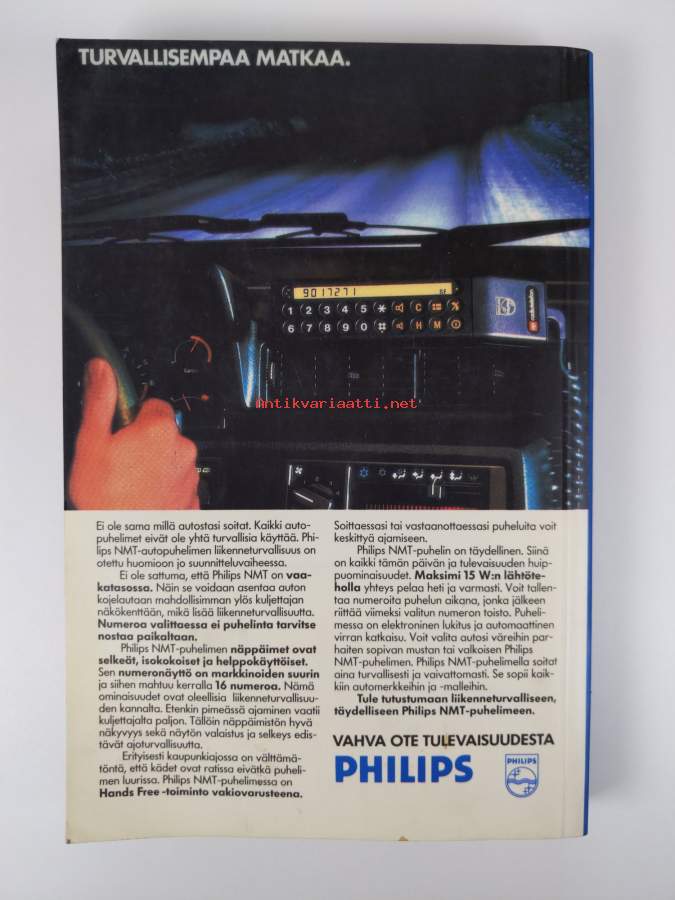 TURVALLISEMPAA MATKAA.
9017271
1 2 3 4 5 * C %
6 7 8 9 0 # H M
Antikvariaatti.net
Ei ole sama millä autostasi soitat. Kaikki auto-
puhelimet eivät ole yhtä turvallisia käyttää. Phi-
lips NMT-autopuhelimen liikenneturvallisuus on
otettu huomioon jo suunnitteluvaiheessa.
Ei ole sattuma, että Philips NMT on vaa-
katasossa. Näin se voidaan asentaa auton
kojelautaan mahdollisimman ylös kuljettajan
näkökenttään, mikä lisää liikenneturvallisuutta.
Numeroa valittaessa ei puhelinta tarvitse
nostaa paikaltaan.
Philips NMT-puhelimen näppäimet ovat
selkeät, isokokoiset ja helppokäyttöiset.
Sen numeronäyttö on markkinoiden suurin
ja siihen mahtuu kerralla 16 numeroa. Nämä
ominaisuudet ovat oleellisia liikenneturvallisuu-
den kannalta. Etenkin pimeässä ajaminen vaatii
kuljettajalta paljon. Tällöin näppäimistön hyvä
näkyvyys sekä näytön valaistus ja selkeys edis-
tävät ajoturvallisuutta.
Erityisesti kaupunkiajossa on välttämä-
töntä, että kädet ovat ratissa eivätkä puheli-
men luurissa. Philips NMT-puhelimessa on
Hands Free -toiminto vakiovarusteena.
Soittaessasi tai vastaanottaessasi puheluita voit
keskittyä ajamiseen.
Philips NMT-puhelin on täydellinen. Siinä
on kaikki tämän päivän ja tulevaisuuden huip-
puominaisuudet. Maksimi 15 W:n lähtöte-
holla yhteys pelaa heti ja varmasti. Voit tallen-
taa numeroita puhelun aikana, jonka jälkeen
riittää viimeksi valitun numeron toisto. Puheli-
messa on elektroninen lukitus ja automaattinen
virran katkaisu. Voit valita autosi väreihin par-
haiten sopivan mustan tai valkoisen Philips
NMT-puhelimen. Philips NMT-puhelimella soitat
aina turvallisesti ja vaivattomasti. Se sopii kaik-
kiin automerkkeihin ja -malleihin.
Tule tutustumaan liikenneturvalliseen,
täydelliseen Philips NMT-puhelimeen.
VAHVA OTE TULEVAISUUDESTA
PHILIPS
PHILIPS